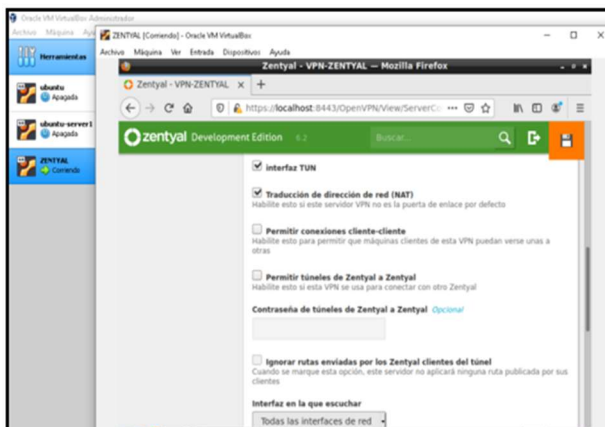 Oracle VM VirtualBox Administrador
Archivo Máquina Ay
Herramientas
ubuntu
Apagada
ubuntu-server1
Apagada
ZENTYAL
Corriendo
ZENTYAL [Corriendo] - Oracle VM VirtualBox
Archivo Máquina Ver Entrada Dispositivos Ayuda
Zentyal - VPN-ZENTYAL — Mozilla Firefox
Zentyal - VPN-ZENTYAL
https://localhost:8443/OpenVPN/View/ServerCo
zentyal Development Edition 6.2
Buscar...
interfaz TUN
Traducción de dirección de red (NAT)
Habilite esto si este servidor VPN no es la puerta de enlace por defecto
Permitir conexiones cliente-cliente
Habilite esto para permitir que máquinas clientes de esta VPN puedan verse unas a
otras
Permitir túneles de Zentyal a Zentyal
Habilite esto si esta VPN se usa para conectar con otro Zentyal
Contraseña de túneles de Zentyal a Zentyal Opcional
Ignorar rutas enviadas por los Zentyal clientes del túnel
Cuando se marque esta opción, este servidor no aplicará ninguna ruta publicada por sus
clientes
Interfaz en la que escuchar
Todas las interfaces de red